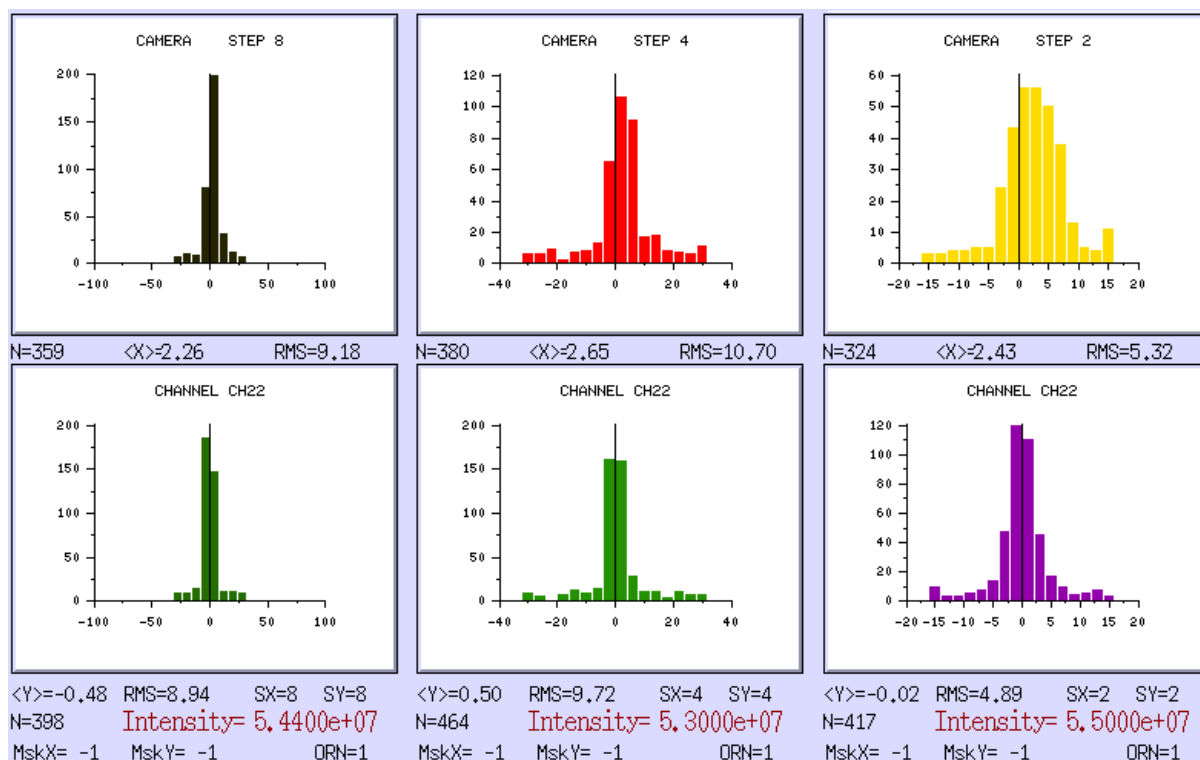 CAMERA STEP 8
200
150
100
50
0
-100 -50 0 50 100
N=359 <X>=2.26 RMS=9.18
CAMERA STEP 4
120
100
80
60
40
20
0
-40 -20 0 20 40
N=380 <X>=2.65 RMS=10.70
CAMERA STEP 2
60
50
40
30
20
10
0
-20 -15 -10 -5 0 5 10 15 20
N=324 <X>=2.43 RMS=5.32
CHANNEL CH22
200
150
100
50
0
-100 -50 0 50 100
<Y>=-0.48 RMS=8.94 SX=8 SY=8
N=398 Intensity= 5.4400e+07
MskX= -1 MskY= -1 ORN=1
CHANNEL CH22
200
150
100
50
0
-40 -20 0 20 40
<Y>=0.50 RMS=9.72 SX=4 SY=4
N=464 Intensity= 5.3000e+07
MskX= -1 MskY= -1 ORN=1
CHANNEL CH22
120
100
80
60
40
20
0
-20 -15 -10 -5 0 5 10 15 20
<Y>=-0.02 RMS=4.89 SX=2 SY=2
N=417 Intensity= 5.5000e+07
MskX= -1 MskY= -1 ORN=1